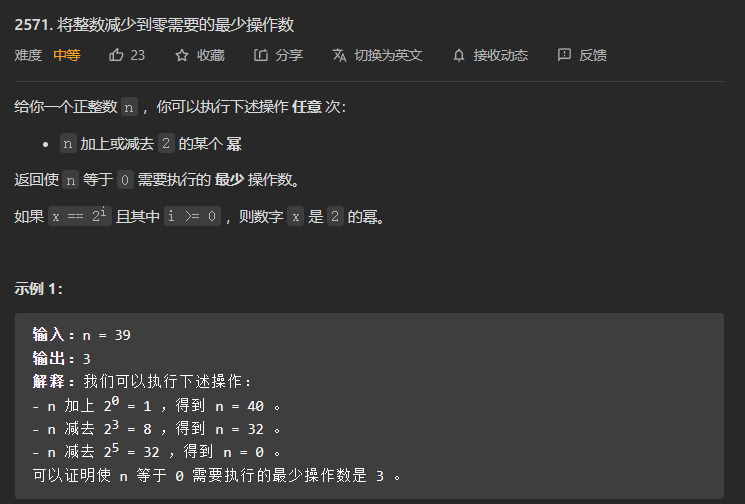 2571. 将整数减少到零需要的最少操作数
难度 中等 23 收藏 分享 切换为英文 接收动态 反馈
给你一个正整数 n ，你可以执行下述操作 任意 次：
• n 加上或减去 2 的某个 幂
返回使 n 等于 0 需要执行的 最少 操作数。
如果 x == 2^i 且其中 i >= 0 ，则数字 x 是 2 的幂。
示例 1：
输入：n = 39
输出：3
解释：我们可以执行下述操作：
- n 加上 2^0 = 1 ，得到 n = 40 。
- n 减去 2^3 = 8 ，得到 n = 32 。
- n 减去 2^5 = 32 ，得到 n = 0 。
可以证明使 n 等于 0 需要执行的最少操作数是 3 。